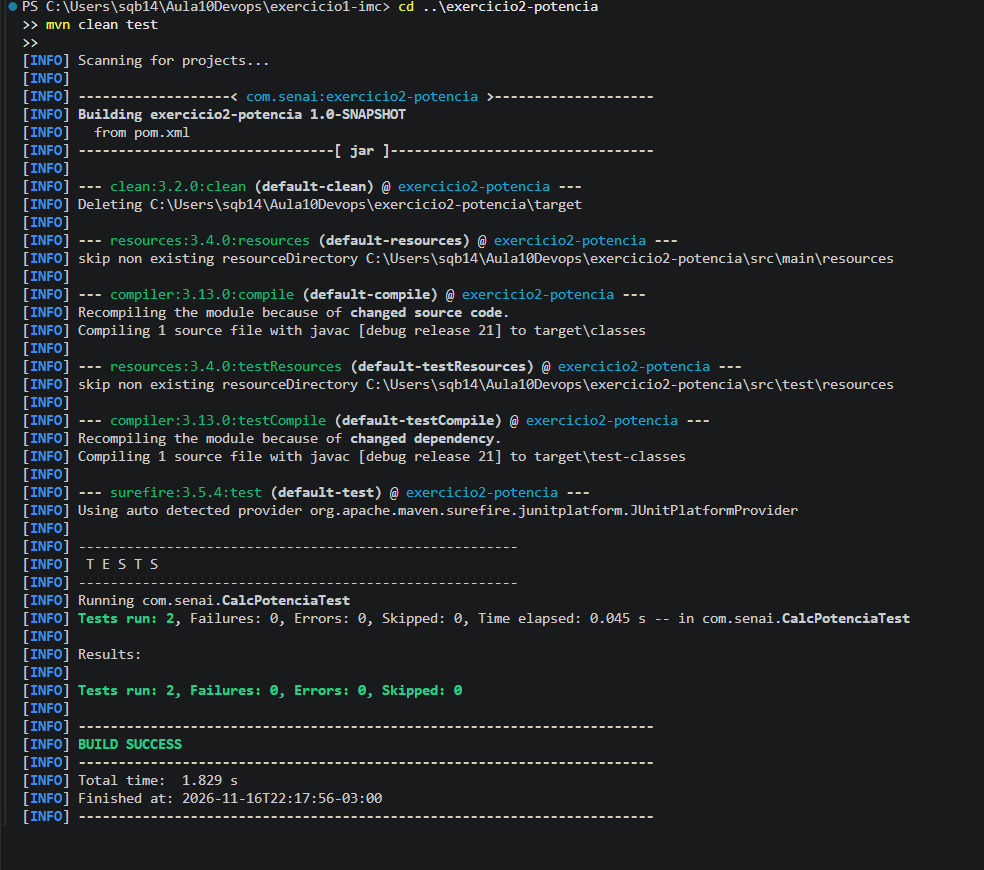 PS C:\Users\sqb14\Aula10Devops\exercicio1-imc> cd ..\exercicio2-potencia
>> mvn clean test
>>
[INFO] Scanning for projects...
[INFO]
[INFO] -------------------< com.senai:exercicio2-potencia >--------------------
[INFO] Building exercicio2-potencia 1.0-SNAPSHOT
[INFO]   from pom.xml
[INFO] --------------------------------[ jar ]---------------------------------
[INFO]
[INFO] --- clean:3.2.0:clean (default-clean) @ exercicio2-potencia ---
[INFO] Deleting C:\Users\sqb14\Aula10Devops\exercicio2-potencia\target
[INFO]
[INFO] --- resources:3.4.0:resources (default-resources) @ exercicio2-potencia ---
[INFO] skip non existing resourceDirectory C:\Users\sqb14\Aula10Devops\exercicio2-potencia\src\main\resources
[INFO]
[INFO] --- compiler:3.13.0:compile (default-compile) @ exercicio2-potencia ---
[INFO] Recompiling the module because of changed source code.
[INFO] Compiling 1 source file with javac [debug release 21] to target\classes
[INFO]
[INFO] --- resources:3.4.0:testResources (default-testResources) @ exercicio2-potencia ---
[INFO] skip non existing resourceDirectory C:\Users\sqb14\Aula10Devops\exercicio2-potencia\src\test\resources
[INFO]
[INFO] --- compiler:3.13.0:testCompile (default-testCompile) @ exercicio2-potencia ---
[INFO] Recompiling the module because of changed dependency.
[INFO] Compiling 1 source file with javac [debug release 21] to target\test-classes
[INFO]
[INFO] --- surefire:3.5.4:test (default-test) @ exercicio2-potencia ---
[INFO] Using auto detected provider org.apache.maven.surefire.junitplatform.JUnitPlatformProvider
[INFO]
[INFO] -------------------------------------------------------
[INFO]  T E S T S
[INFO] -------------------------------------------------------
[INFO] Running com.senai.CalcPotenciaTest
[INFO] Tests run: 2, Failures: 0, Errors: 0, Skipped: 0, Time elapsed: 0.045 s -- in com.senai.CalcPotenciaTest
[INFO]
[INFO] Results:
[INFO]
[INFO] Tests run: 2, Failures: 0, Errors: 0, Skipped: 0
[INFO]
[INFO] ------------------------------------------------------------------------
[INFO] BUILD SUCCESS
[INFO] ------------------------------------------------------------------------
[INFO] Total time:  1.829 s
[INFO] Finished at: 2026-11-16T22:17:56-03:00
[INFO] ------------------------------------------------------------------------